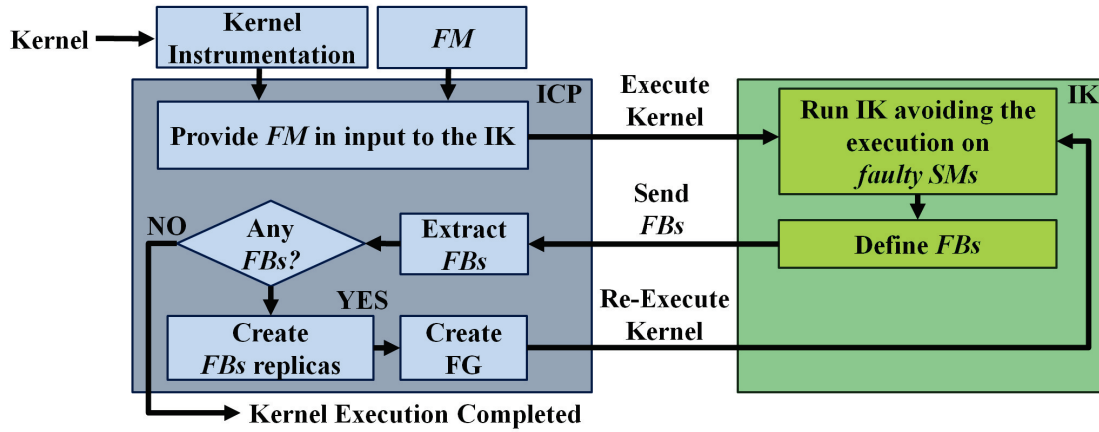 Kernel
Kernel
Instrumentation
FM
ICP
IK
Provide FM in input to the IK
Execute
Kernel
Run IK avoiding the
execution on
faulty SMs
Send
FBs
Define FBs
Extract
FBs
Any
FBs?
NO
YES
Create
FBs replicas
Create
FG
Re-Execute
Kernel
Kernel Execution Completed